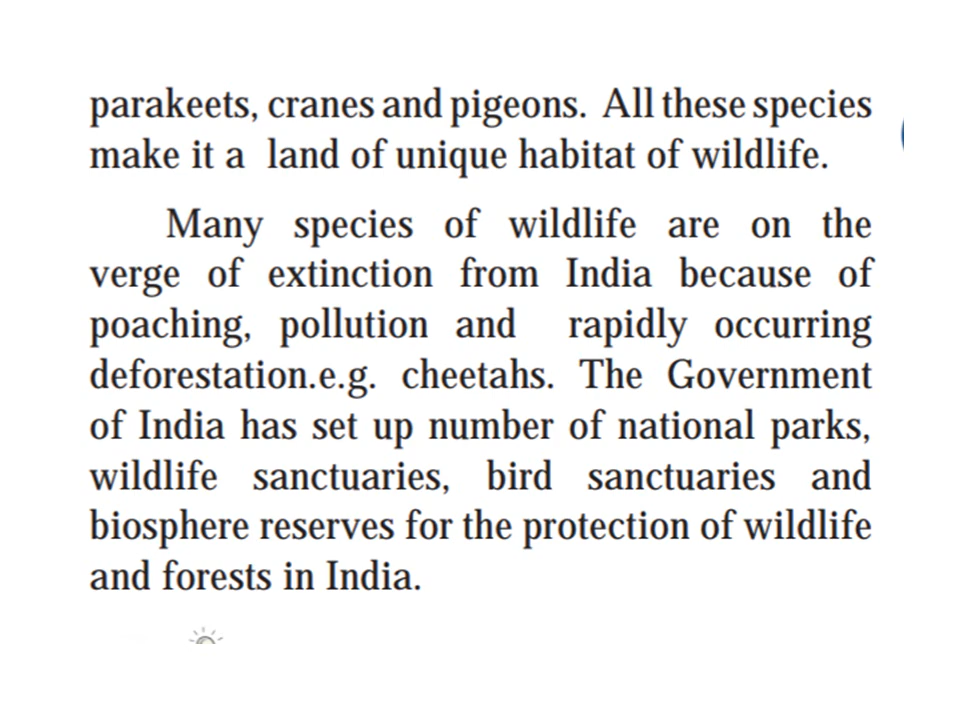 parakeets, cranes and pigeons. All these species
make it a land of unique habitat of wildlife.
Many species of wildlife are on the
verge of extinction from India because of
poaching, pollution and rapidly occurring
deforestation.e.g. cheetahs. The Government
of India has set up number of national parks,
wildlife sanctuaries, bird sanctuaries and
biosphere reserves for the protection of wildlife
and forests in India.